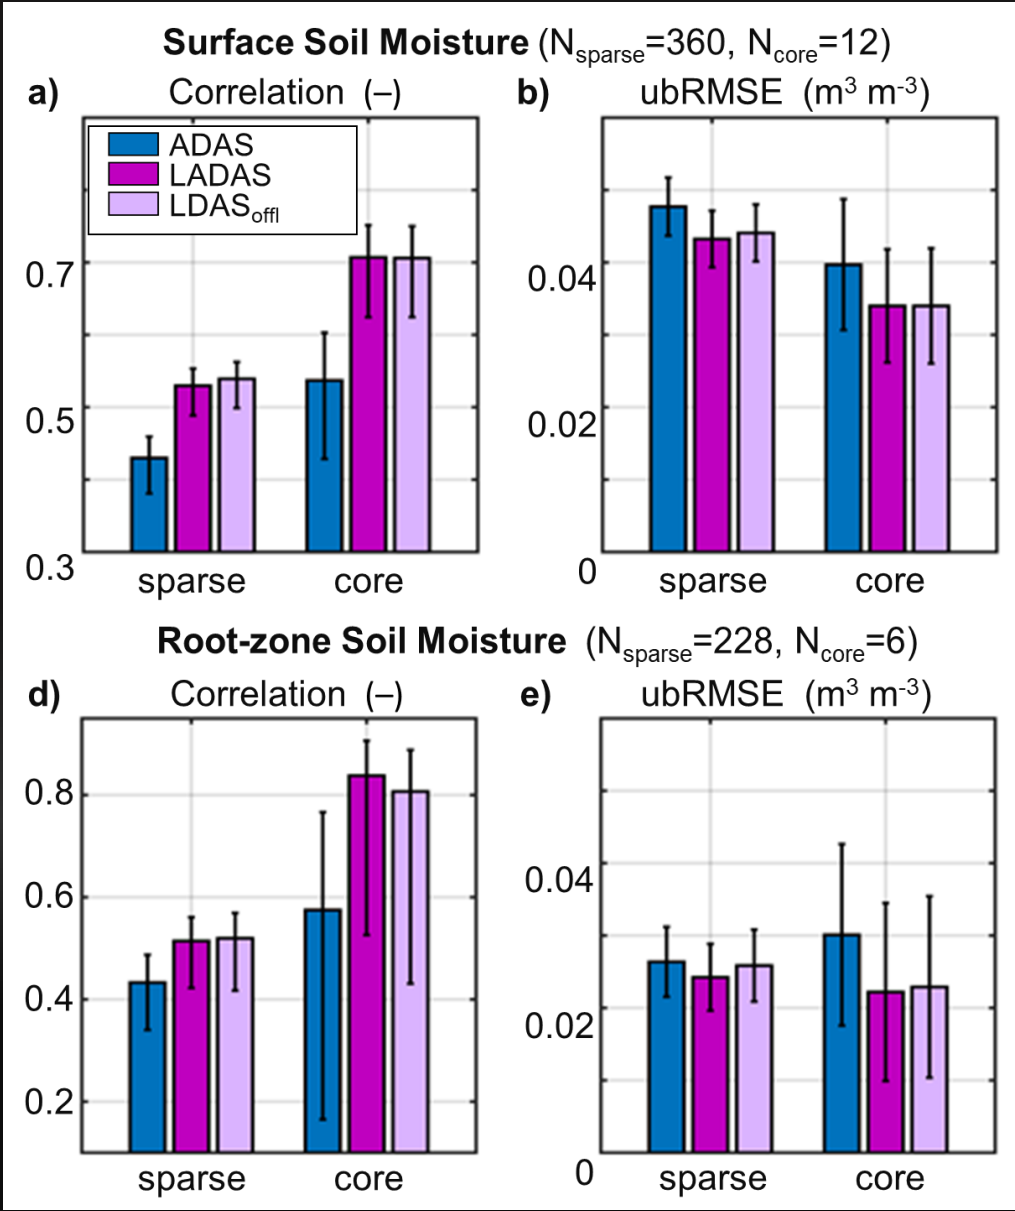 Surface Soil Moisture (Nsparse=360, Ncore=12)
a) Correlation (–)
b) ubRMSE (m³ m⁻³)
ADAS
LADAS
LDASoffl
0.7
0.5
0.3
sparse core
0.04
0.02
0
sparse core
Root-zone Soil Moisture (Nsparse=228, Ncore=6)
d) Correlation (–)
e) ubRMSE (m³ m⁻³)
0.8
0.6
0.4
0.2
sparse core
0.04
0.02
0
sparse core